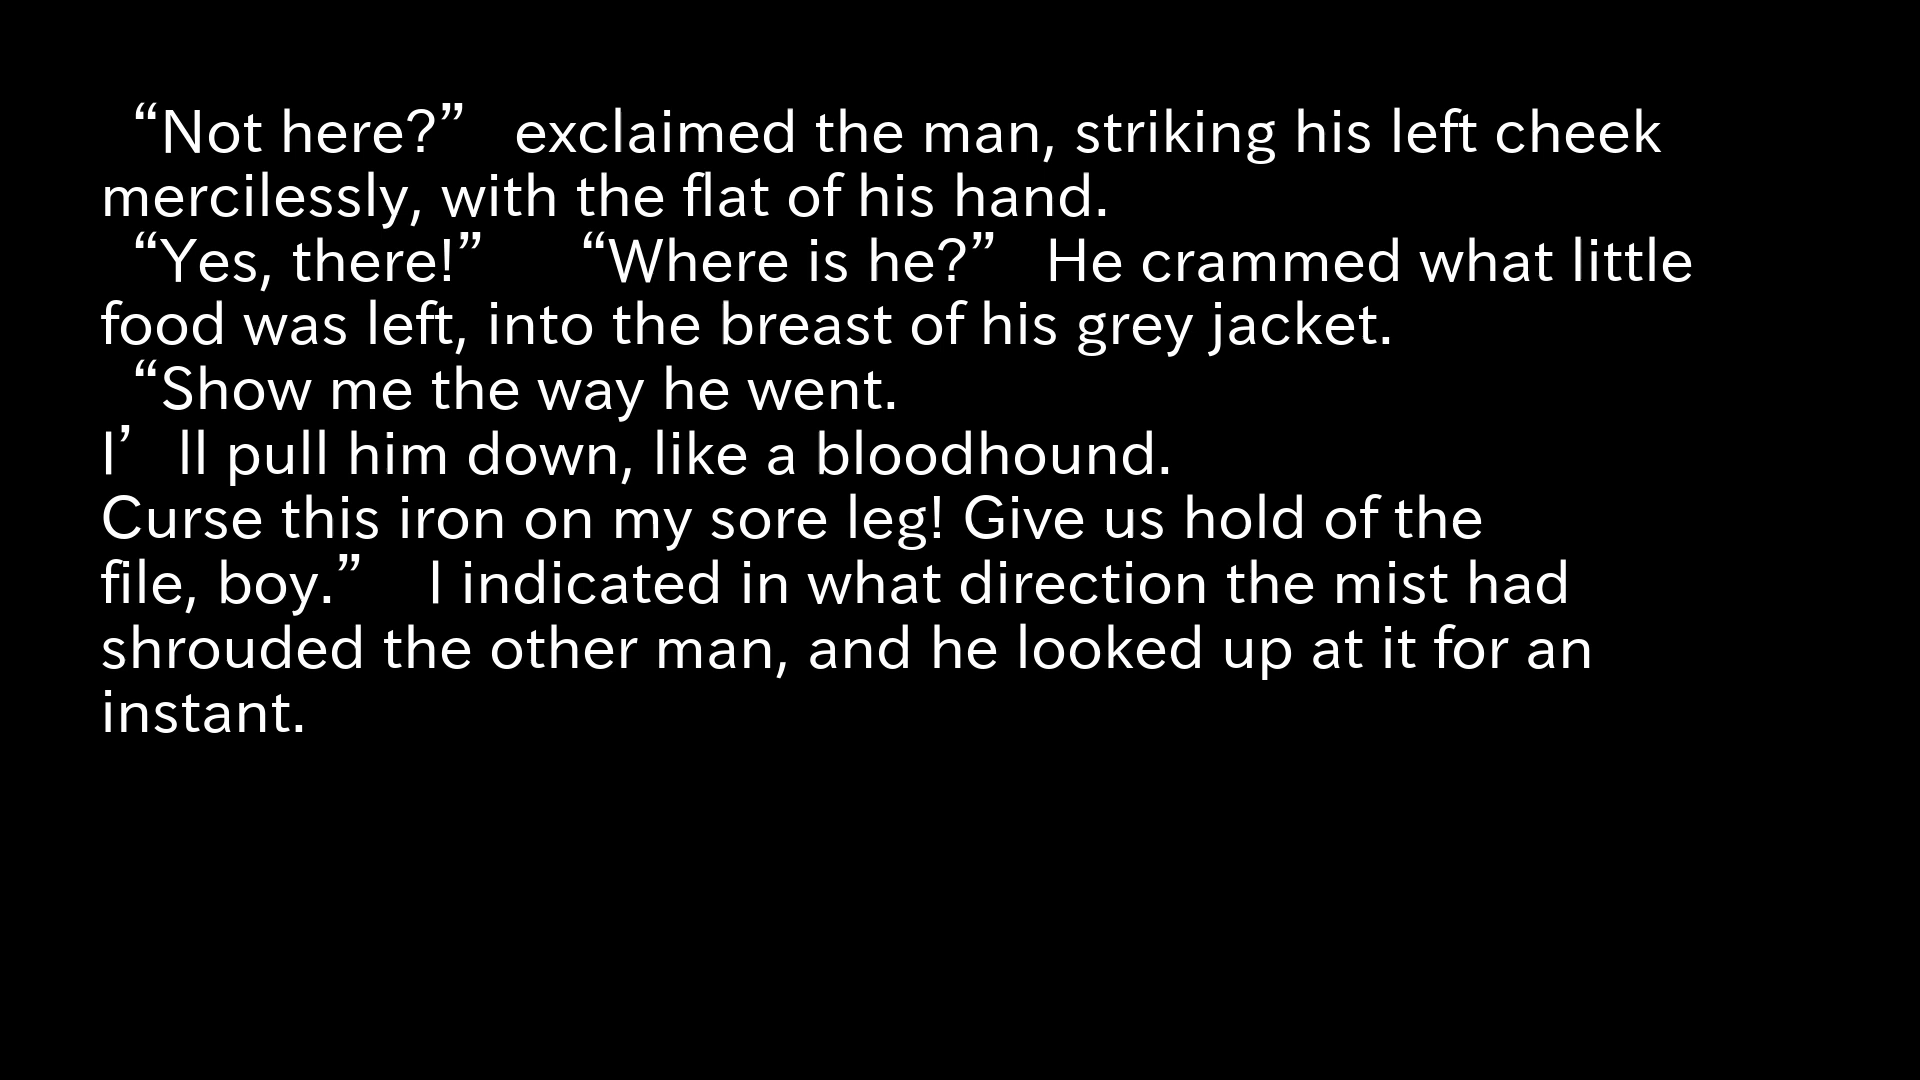 “Not here?” exclaimed the man, striking his left cheek
mercilessly, with the flat of his hand.
“Yes, there!” “Where is he?” He crammed what little
food was left, into the breast of his grey jacket.
“Show me the way he went.
I’ll pull him down, like a bloodhound.
Curse this iron on my sore leg! Give us hold of the
file, boy.” I indicated in what direction the mist had
shrouded the other man, and he looked up at it for an
instant.